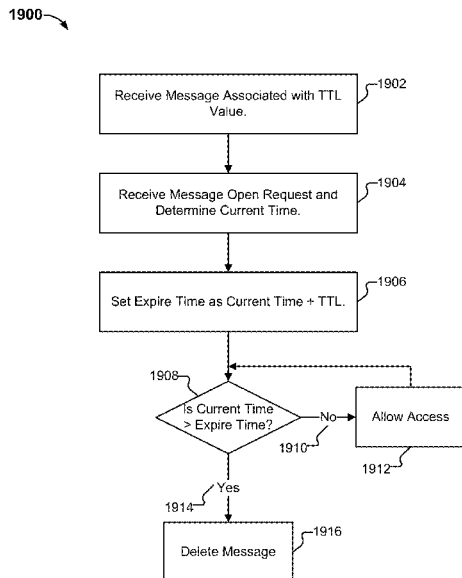 1900
Receive Message Associated with TTL
Value.
1902
Receive Message Open Request and
Determine Current Time.
1904
Set Expire Time as Current Time + TTL.
1906
1908
Is Current Time
> Expire Time?
No
1910
Allow Access
1912
Yes
1914
Delete Message
1916